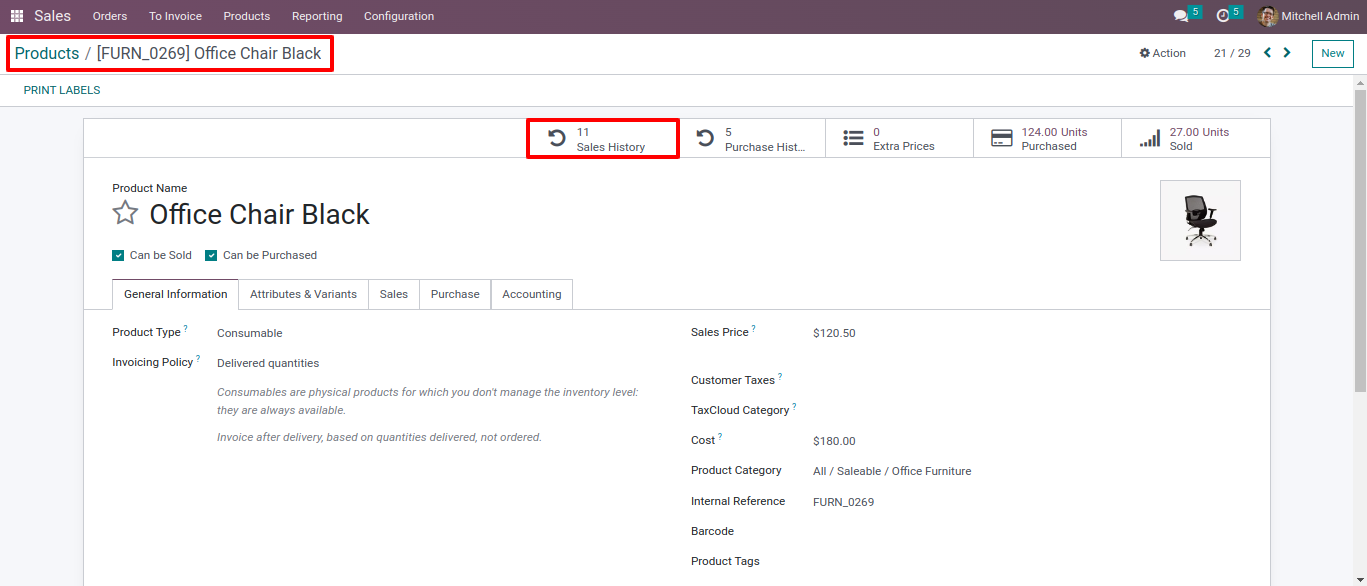 Sales Orders To Invoice Products Reporting Configuration 5 5 Mitchell Admin
Products / [FURN_0269] Office Chair Black Action 21 / 29 New
PRINT LABELS
11 5 0 124.00 Units 27.00 Units
Sales History Purchase Hist... Extra Prices Purchased Sold
Product Name
Office Chair Black
Can be Sold Can be Purchased
General Information Attributes & Variants Sales Purchase Accounting
Product Type ? Consumable Sales Price ? $120.50
Invoicing Policy ? Delivered quantities
Customer Taxes ?
Consumables are physical products for which you don't manage the inventory level:
they are always available. TaxCloud Category ?
Invoice after delivery, based on quantities delivered, not ordered. Cost ? $180.00
Product Category All / Saleable / Office Furniture
Internal Reference FURN_0269
Barcode
Product Tags